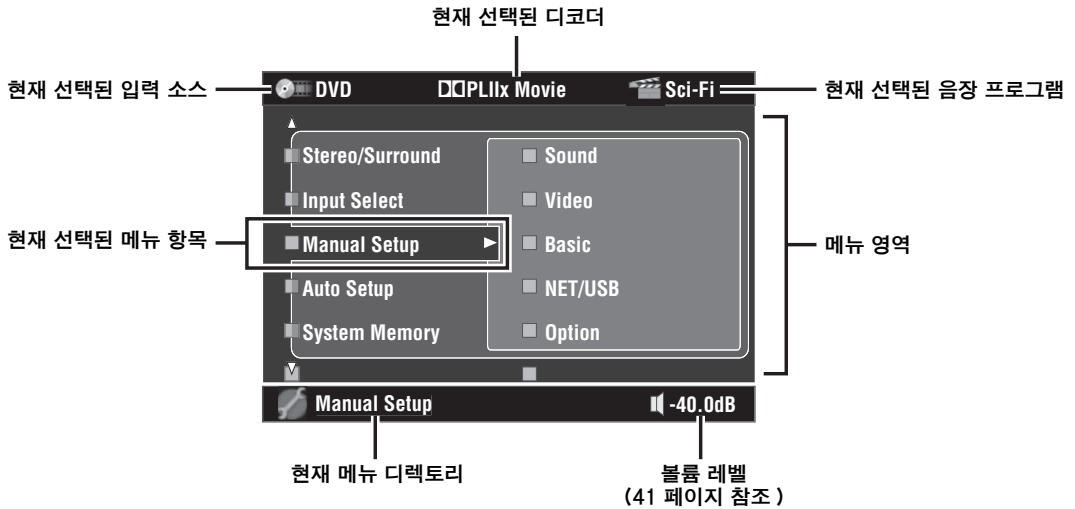 현재 선택된 디코더
현재 선택된 입력 소스
DVD
PLIIx Movie
Sci-Fi
현재 선택된 음장 프로그램
Stereo/Surround
Sound
Input Select
Video
현재 선택된 메뉴 항목
Manual Setup
Basic
메뉴 영역
Auto Setup
NET/USB
System Memory
Option
Manual Setup
-40.0dB
현재 메뉴 디렉토리
볼륨 레벨
(41 페이지 참조 )